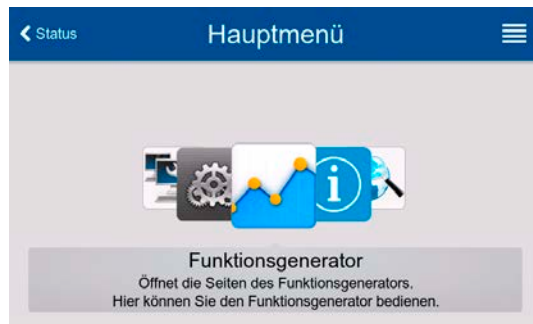 Status
Hauptmenü
Funktionsgenerator
Öffnet die Seiten des Funktionsgenerators.
Hier können Sie den Funktionsgenerator bedienen.